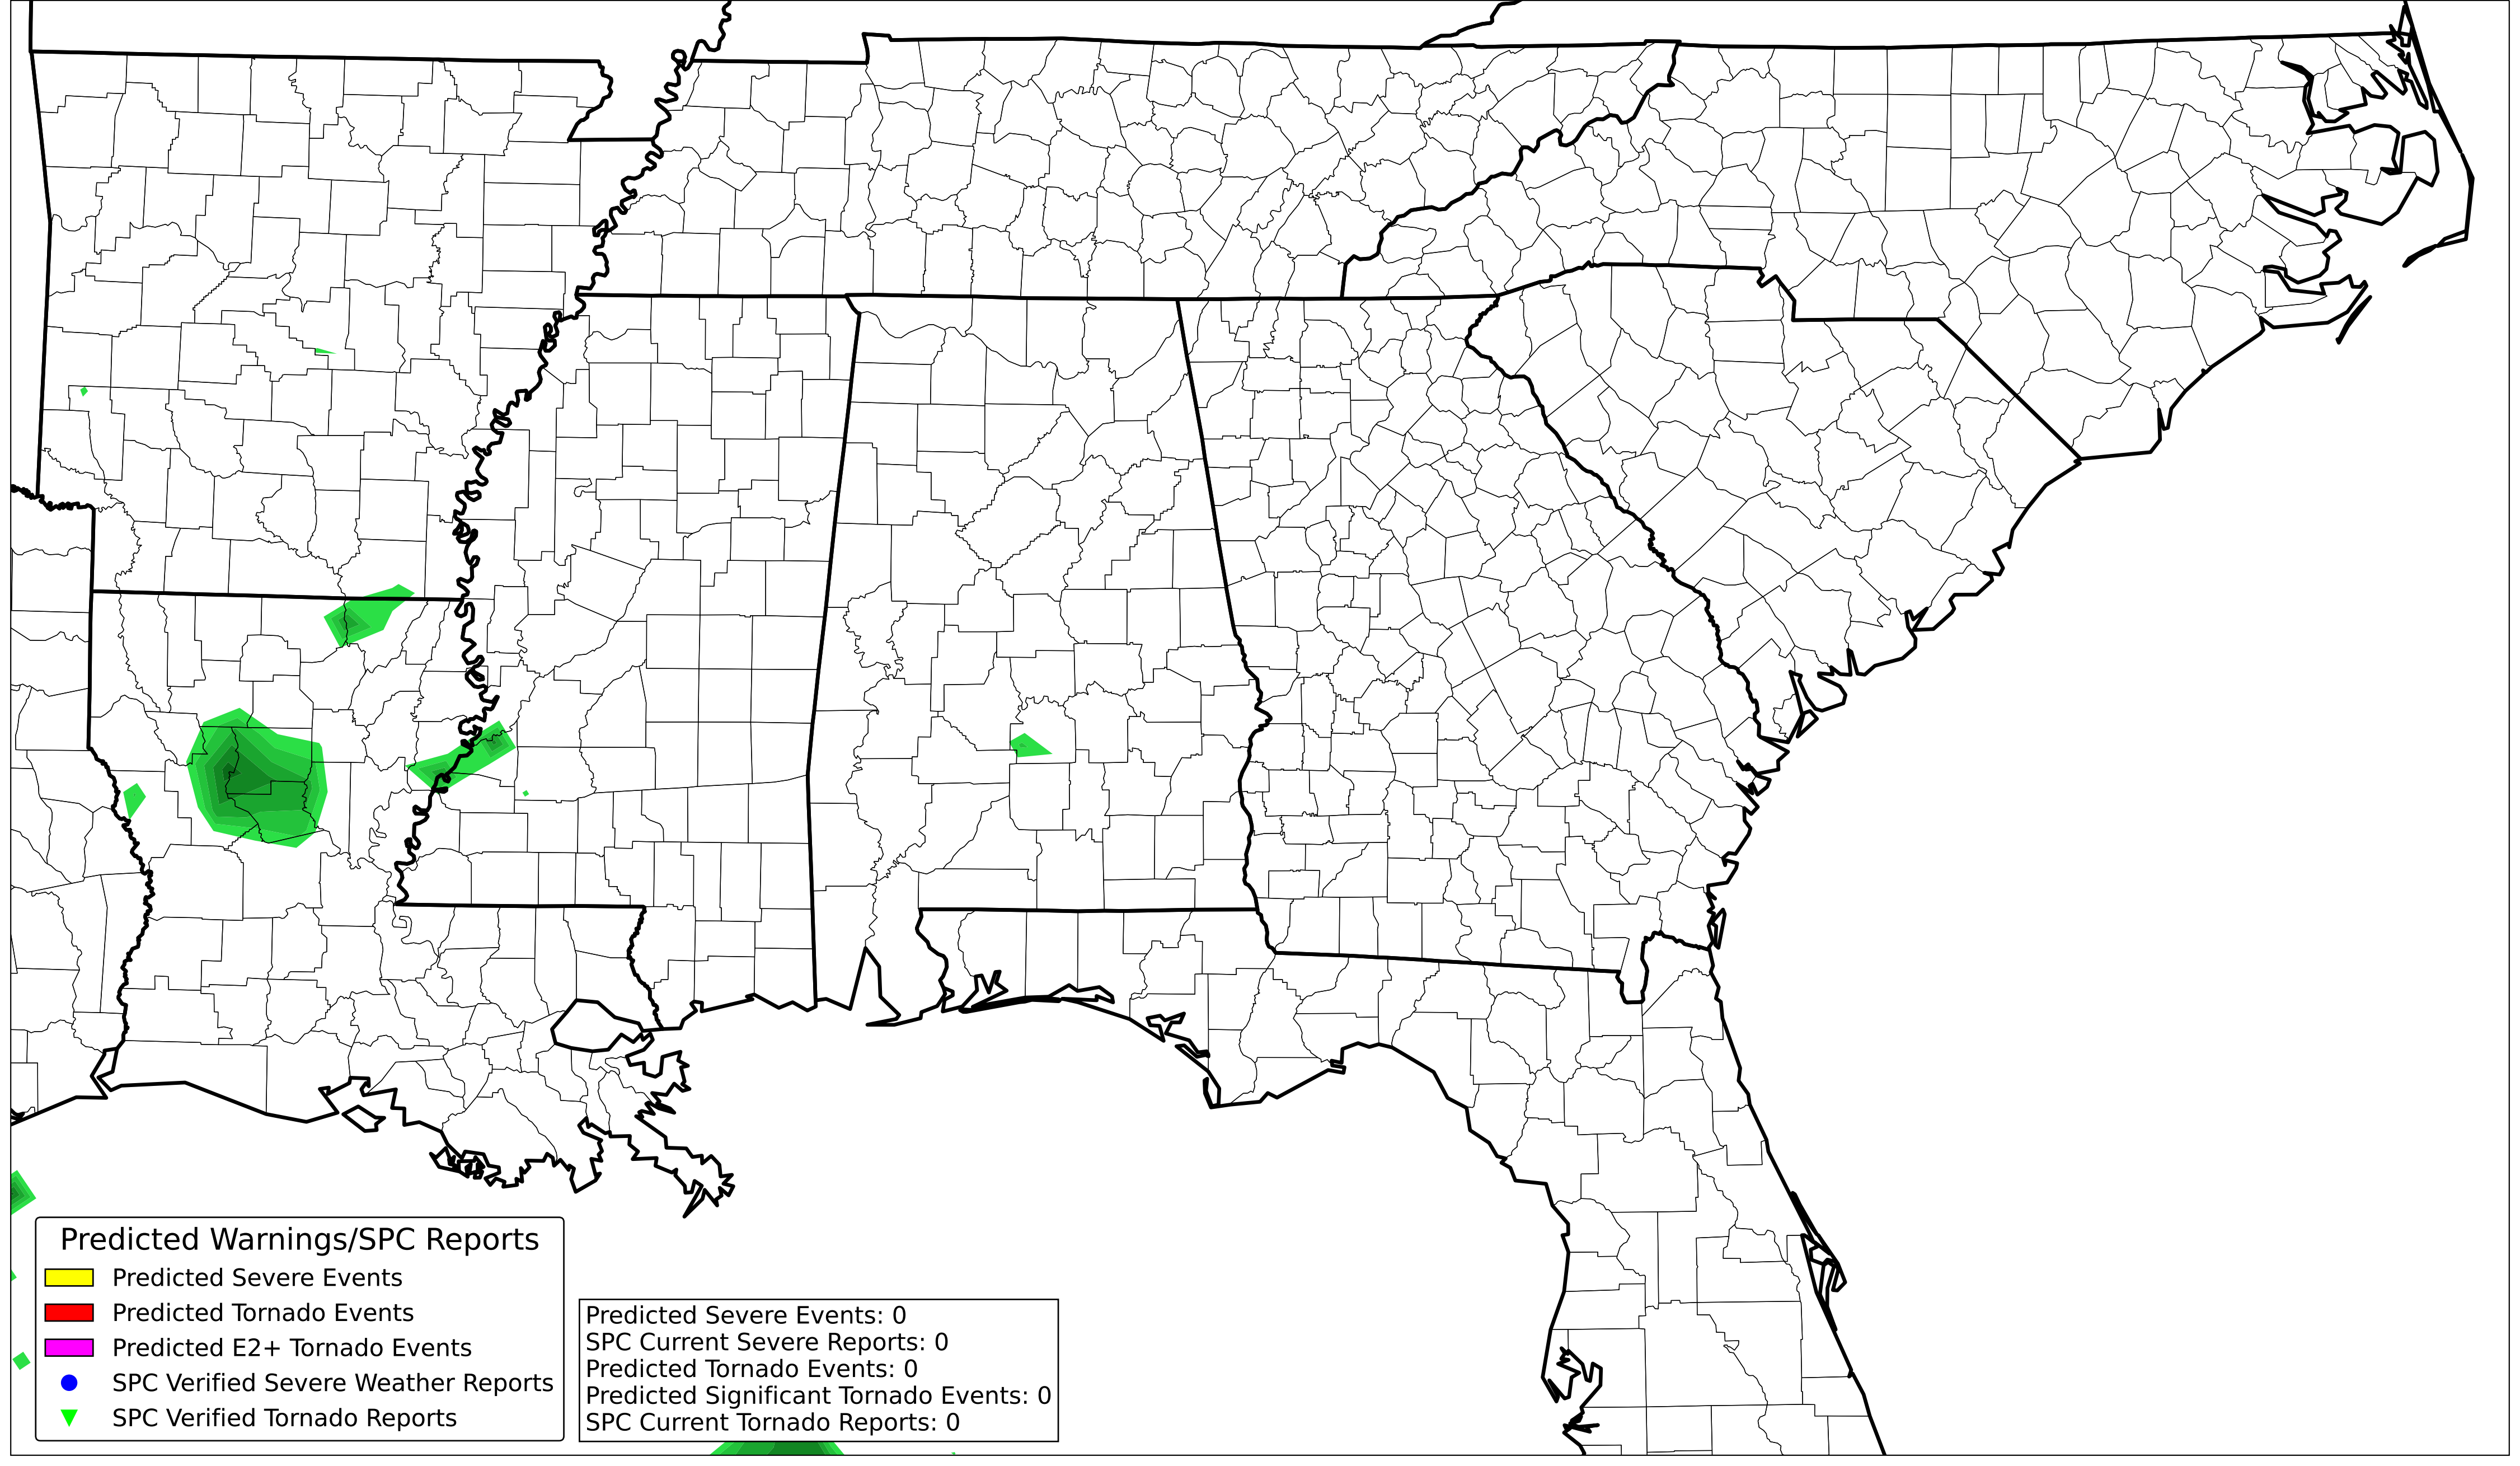 Predicted Warnings/SPC Reports
Predicted Severe Events
Predicted Tornado Events
Predicted E2+ Tornado Events
SPC Verified Severe Weather Reports
SPC Verified Tornado Reports
Predicted Severe Events: 0
SPC Current Severe Reports: 0
Predicted Tornado Events: 0
Predicted Significant Tornado Events: 0
SPC Current Tornado Reports: 0